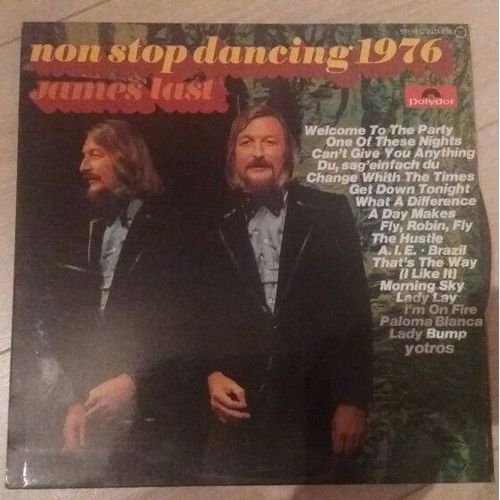 STEREO
non stop dancing 1976
James last
Polydor
Welcome To The Party
One Of These Nights
Can't Give You Anything
Du, sag'einfach du
Change Whith The Times
Get Down Tonight
What A Difference
A Day Makes
Fly, Robin, Fly
The Hustle
A. I. E. · Brazil
That's The Way
(I Like It)
Morning Sky
Lady Lay
I'm On Fire
Paloma Blanca
Lady Bump
y otros